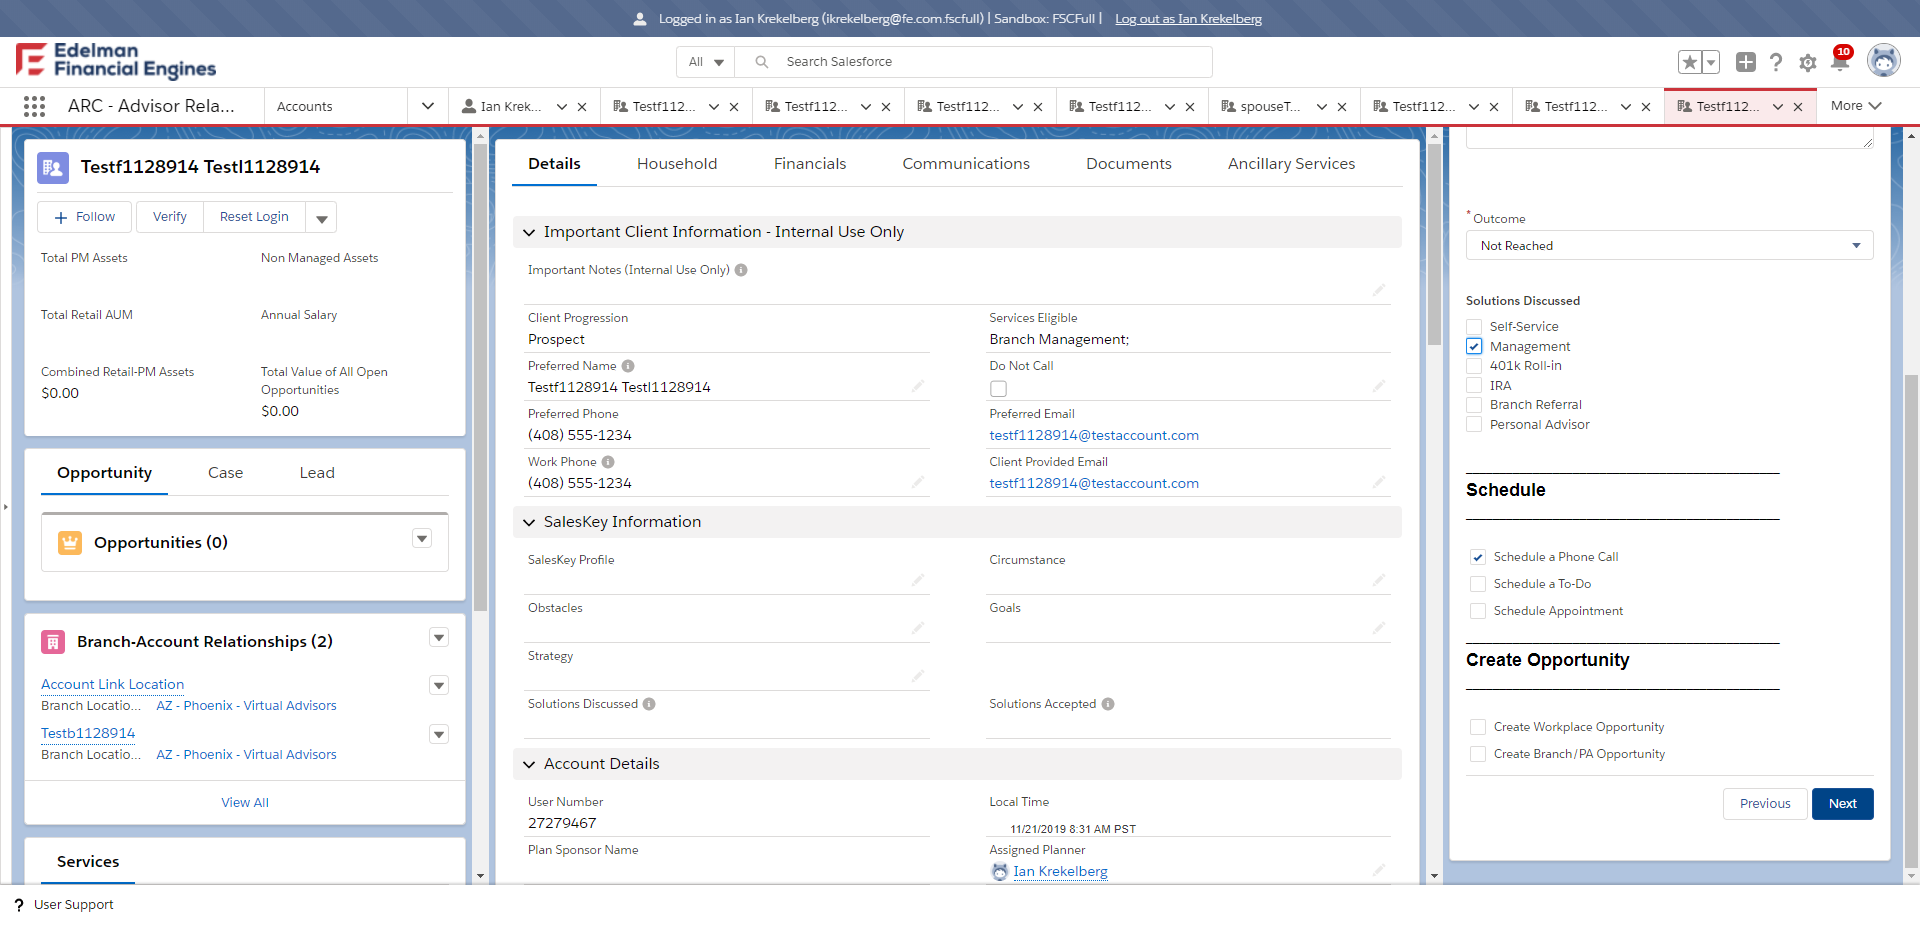 Logged in as Ian Krekelberg (ikrekelberg@fe.com.fscfull) | Sandbox: FSCFull | Log out as Ian Krekelberg
Edelman
Financial Engines
All
Search Salesforce
10
ARC - Advisor Rela...
Accounts
Ian Krek...
Testf112...
Testf112...
Testf112...
Testf112...
spouseT...
Testf112...
Testf112...
Testf112...
More
Testf1128914 Testl1128914
Follow
Verify
Reset Login
Total PM Assets
Non Managed Assets
Total Retail AUM
Annual Salary
Combined Retail-PM Assets
$0.00
Total Value of All Open
Opportunities
$0.00
Opportunity
Case
Lead
Opportunities (0)
Branch-Account Relationships (2)
Account Link Location
Branch Locatio... AZ - Phoenix - Virtual Advisors
Testb1128914
Branch Locatio... AZ - Phoenix - Virtual Advisors
View All
Services
Details
Household
Financials
Communications
Documents
Ancillary Services
Important Client Information - Internal Use Only
Important Notes (Internal Use Only)
Client Progression
Prospect
Services Eligible
Branch Management;
Preferred Name
Testf1128914 Testl1128914
Do Not Call
Preferred Phone
(408) 555-1234
Preferred Email
testf1128914@testaccount.com
Work Phone
(408) 555-1234
Client Provided Email
testf1128914@testaccount.com
SalesKey Information
SalesKey Profile
Circumstance
Obstacles
Goals
Strategy
Solutions Discussed
Solutions Accepted
Account Details
User Number
27279467
Local Time
11/21/2019 8:31 AM PST
Plan Sponsor Name
Assigned Planner
Ian Krekelberg
*Outcome
Not Reached
Solutions Discussed
Self-Service
Management
401k Roll-in
IRA
Branch Referral
Personal Advisor
Schedule
Schedule a Phone Call
Schedule a To-Do
Schedule Appointment
Create Opportunity
Create Workplace Opportunity
Create Branch/PA Opportunity
Previous
Next
? User Support